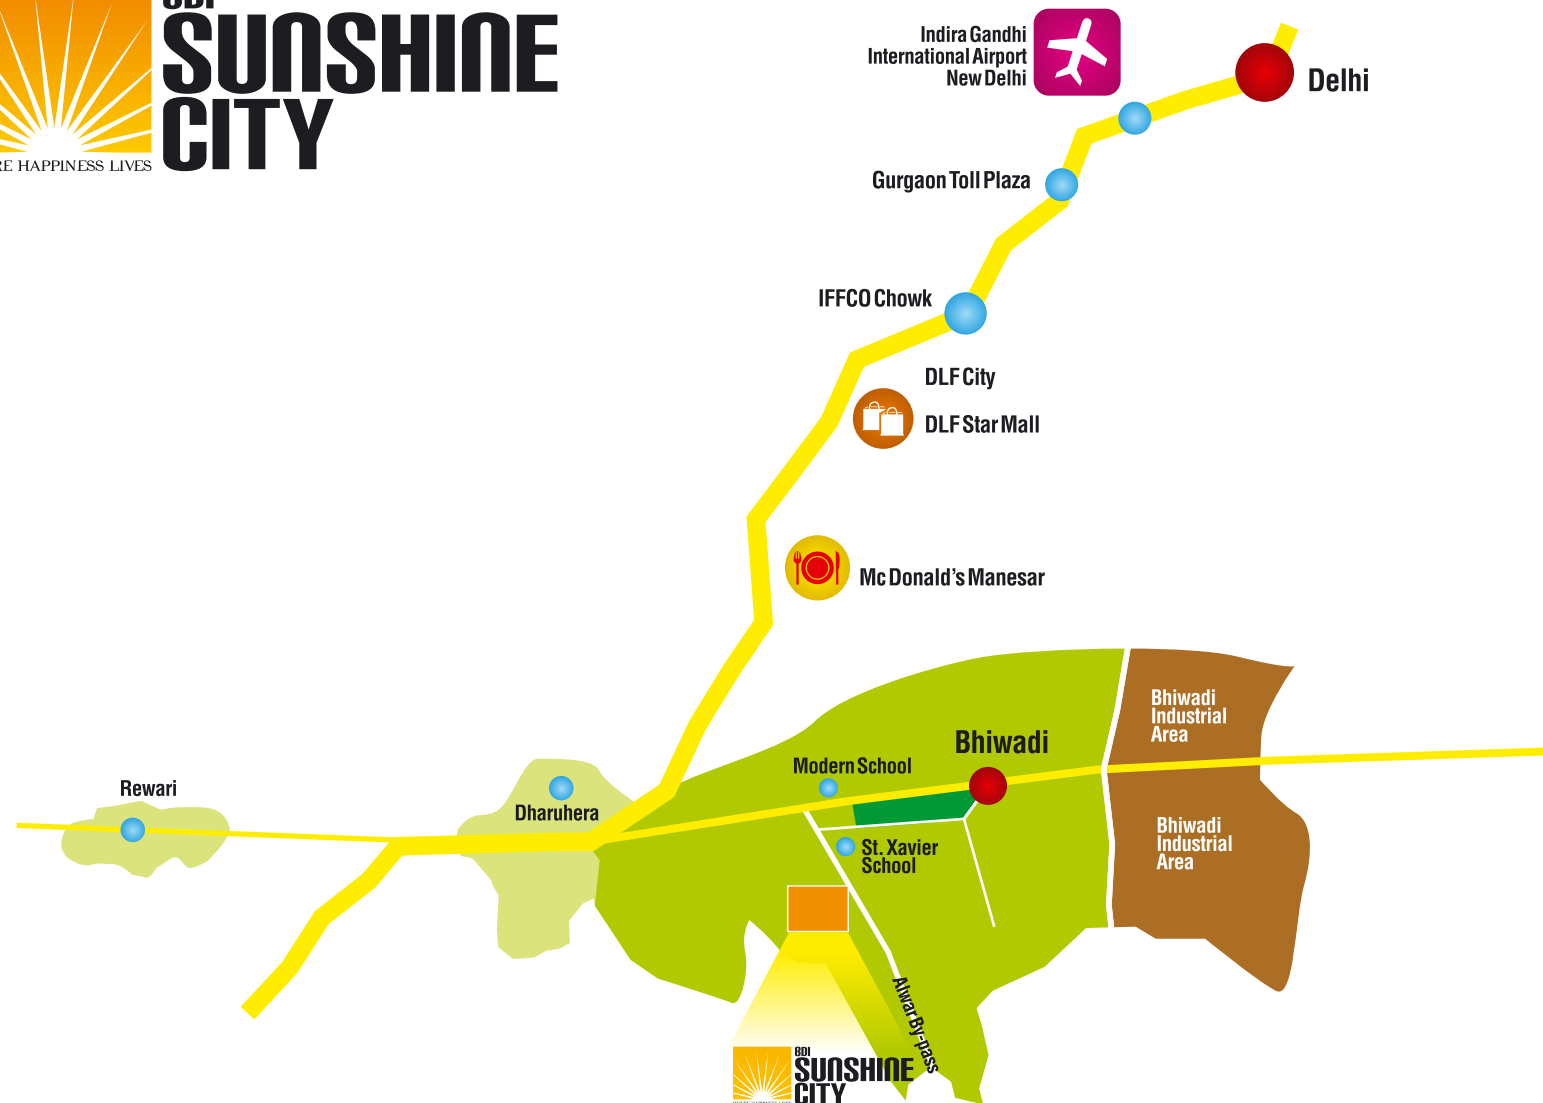 BDI
SUNSHINE
CITY
RE HAPPINESS LIVES
Indira Gandhi
International Airport
New Delhi
Delhi
Gurgaon Toll Plaza
IFFCO Chowk
DLF City
DLF Star Mall
Mc Donald's Manesar
Bhiwadi
Industrial
Area
Bhiwadi
Modern School
Rewari
Dharuhera
Bhiwadi
Industrial
Area
St. Xavier
School
Alwar By-pass
BDI
SUNSHINE
CITY